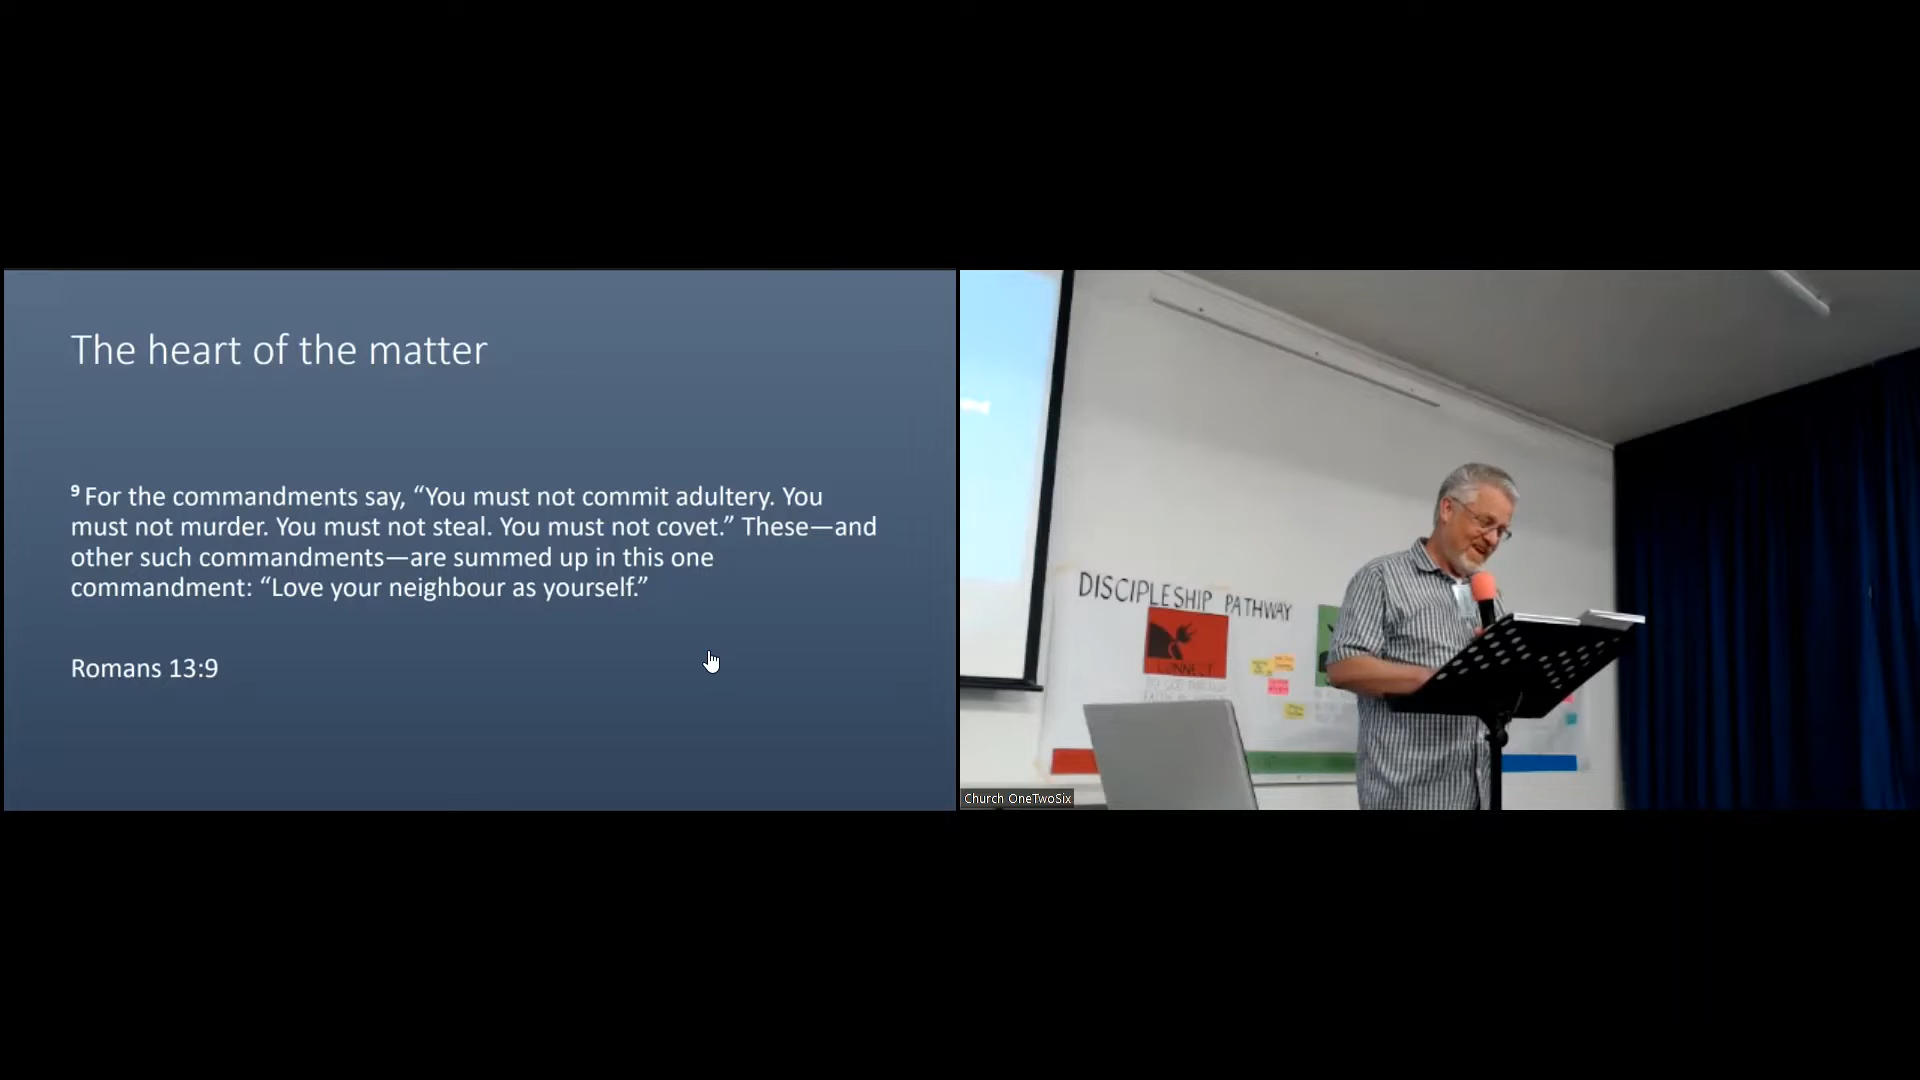 The heart of the matter
9 For the commandments say, “You must not commit adultery. You
must not murder. You must not steal. You must not covet.” These—and
other such commandments—are summed up in this one
commandment: “Love your neighbour as yourself.”
Romans 13:9
DISCIPLESHIP PATHWAY
CONNECT
Church OneTwoSix